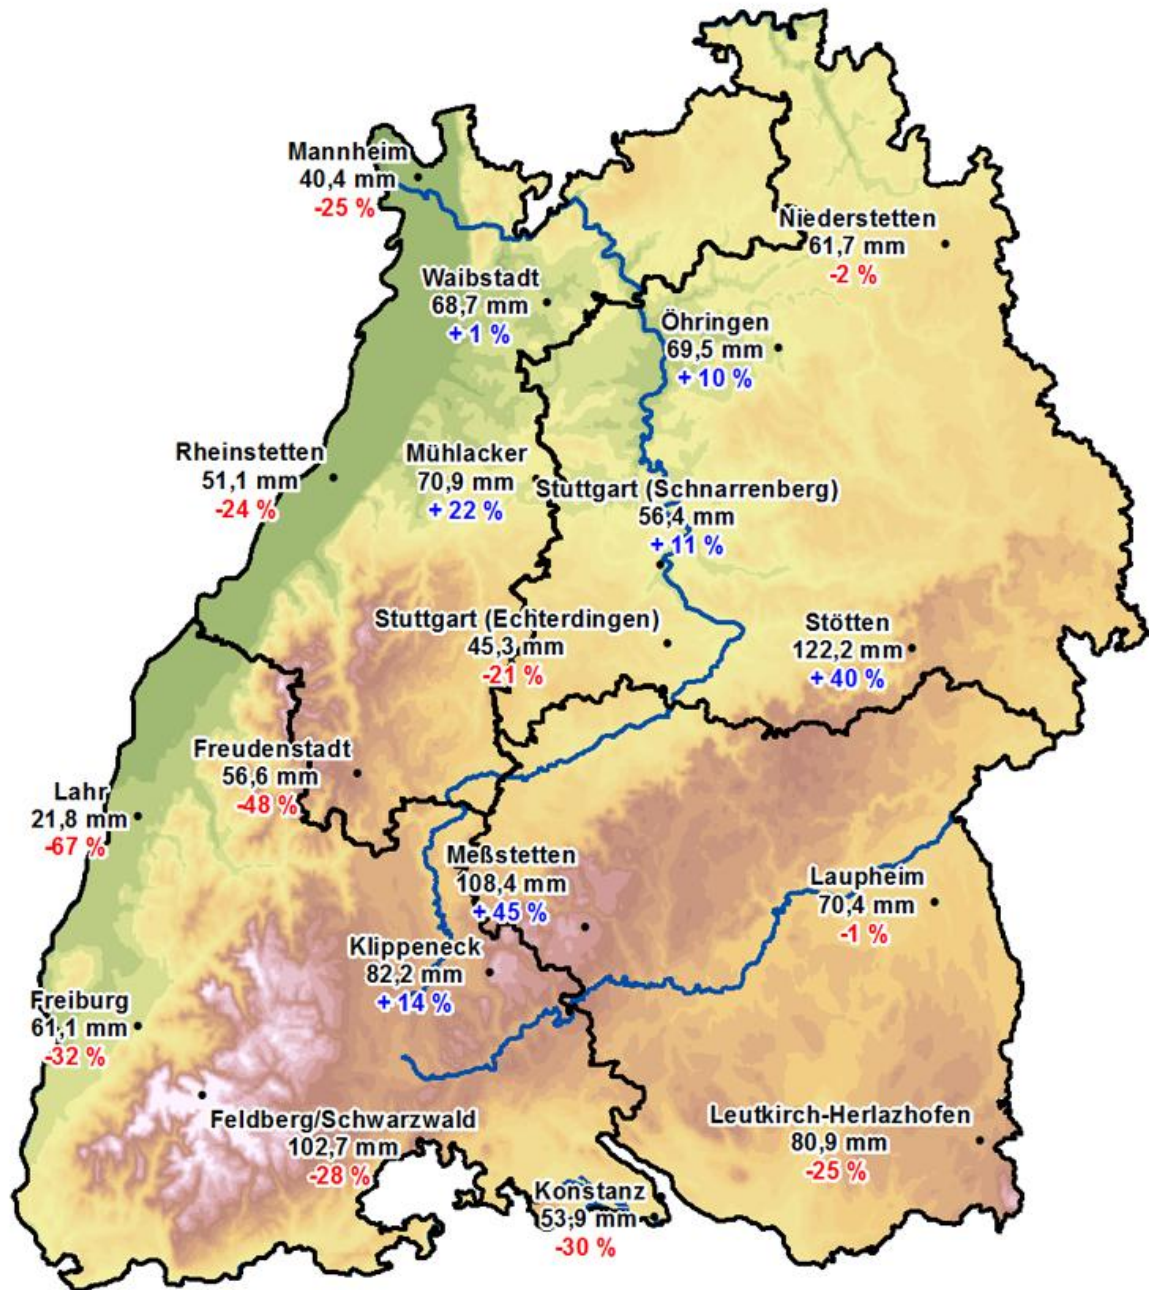 Mannheim
40,4 mm
-25 %
Niederstetten
61,7 mm
-2 %
Waibstadt
68,7 mm
+ 1 %
Öhringen
69,5 mm
+ 10 %
Rheinstetten
51,1 mm
-24 %
Mühlacker
70,9 mm
+ 22 %
Stuttgart (Schnarrenberg)
56,4 mm
+ 11 %
Stuttgart (Echterdingen)
45,3 mm
-21 %
Stötten
122,2 mm
+ 40 %
Freudenstadt
56,6 mm
-48 %
Lahr
21,8 mm
-67 %
Meßstetten
108,4 mm
+ 45 %
Laupheim
70,4 mm
-1 %
Klippeneck
82,2 mm
+ 14 %
Freiburg
61,1 mm
-32 %
Feldberg/Schwarzwald
102,7 mm
-28 %
Leutkirch-Herlazhofen
80,9 mm
-25 %
Konstanz
53,9 mm
-30 %